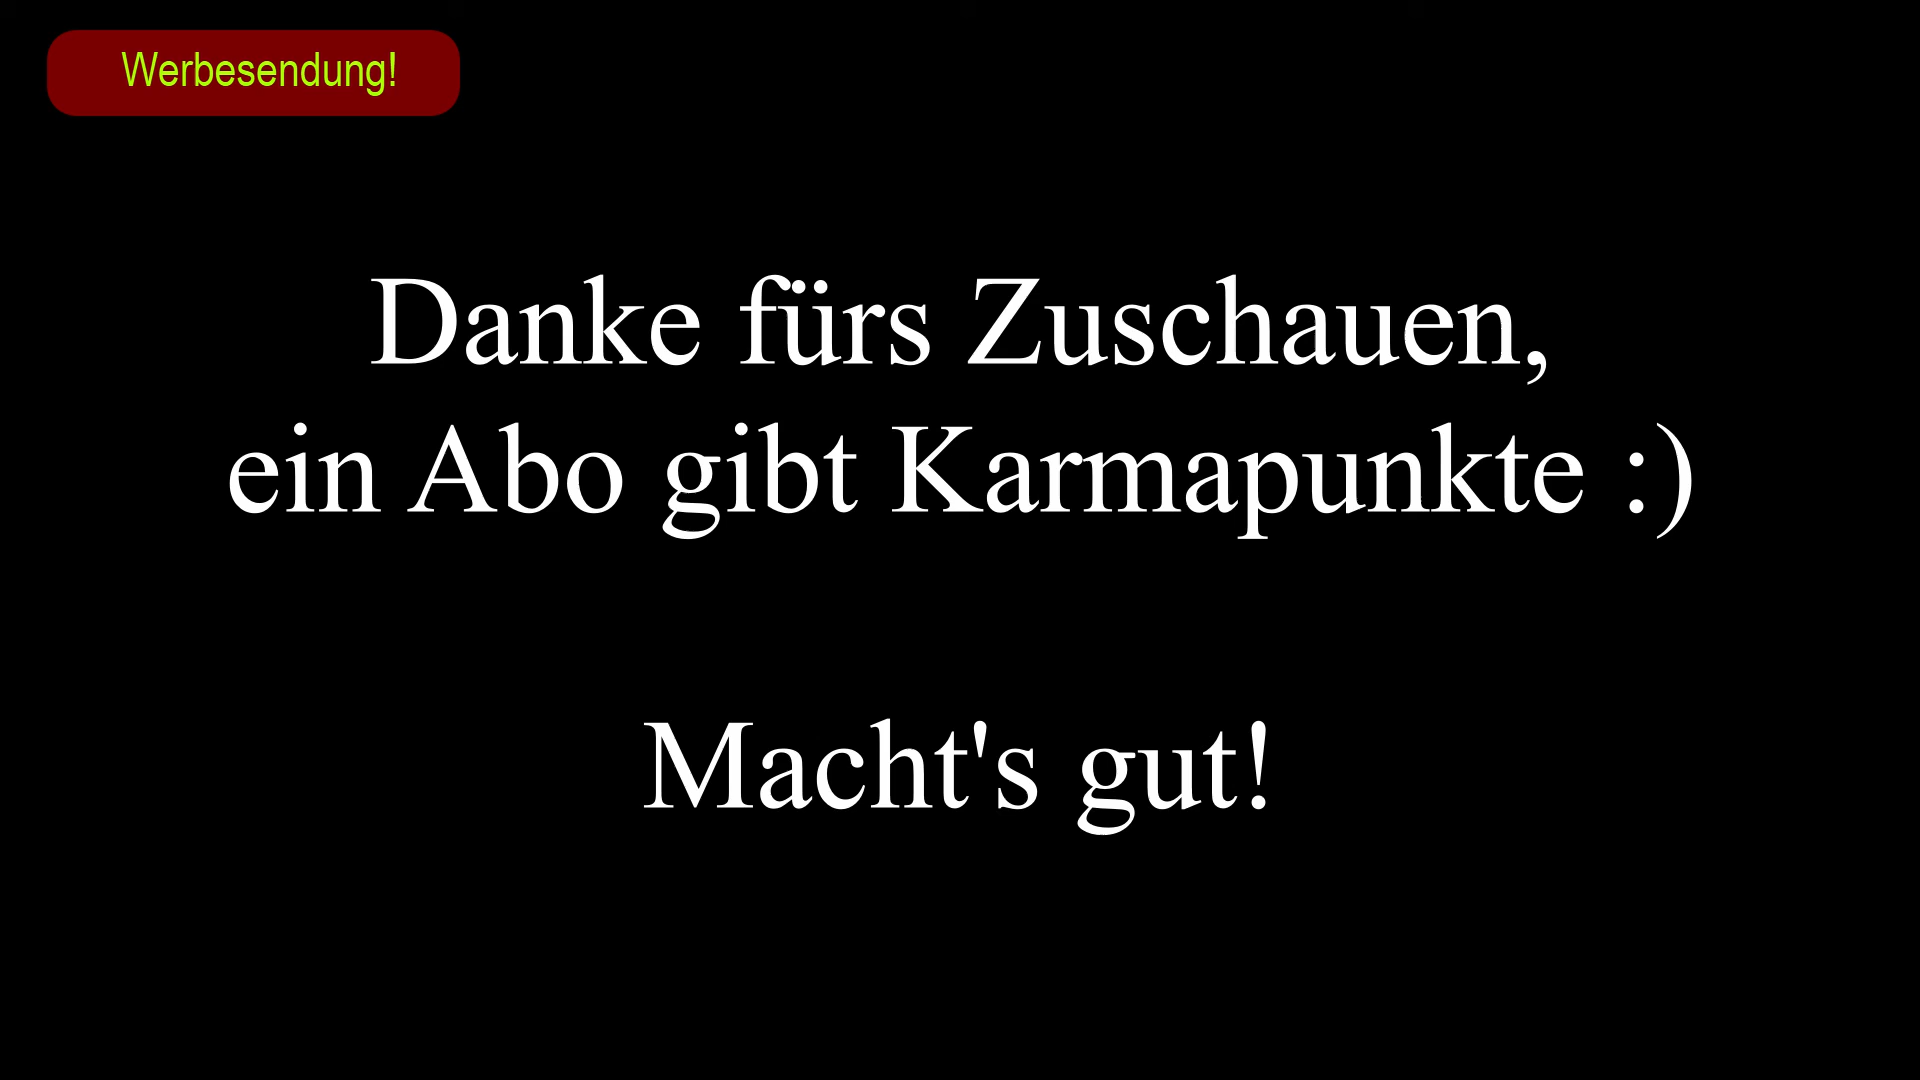 Werbesendung!
Danke fürs Zuschauen,
ein Abo gibt Karmapunkte :)
Macht's gut!